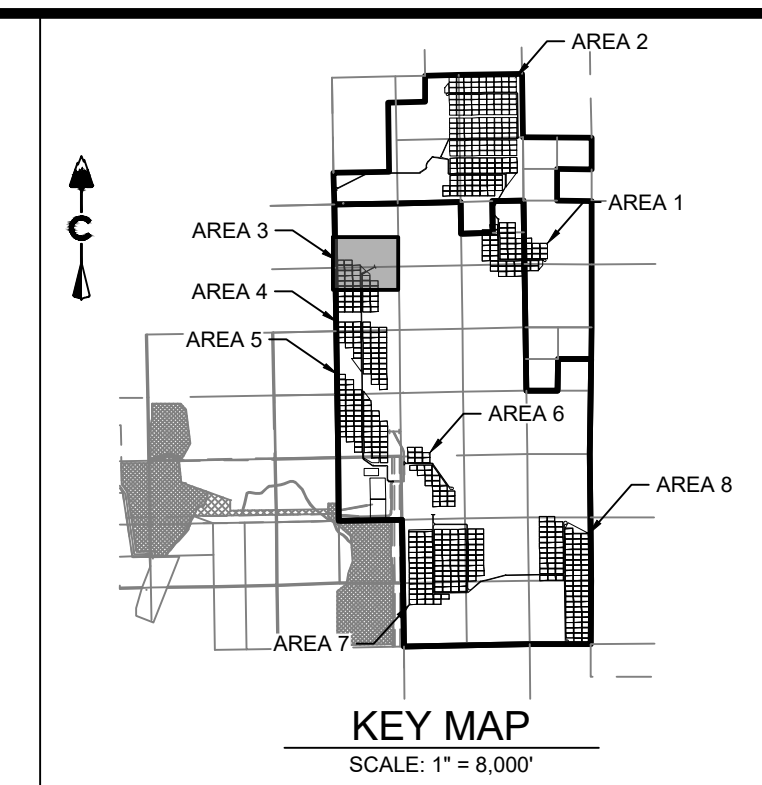 AREA 2
AREA 1
AREA 3
AREA 4
AREA 5
AREA 6
AREA 8
AREA 7
C
KEY MAP
SCALE: 1" = 8,000'